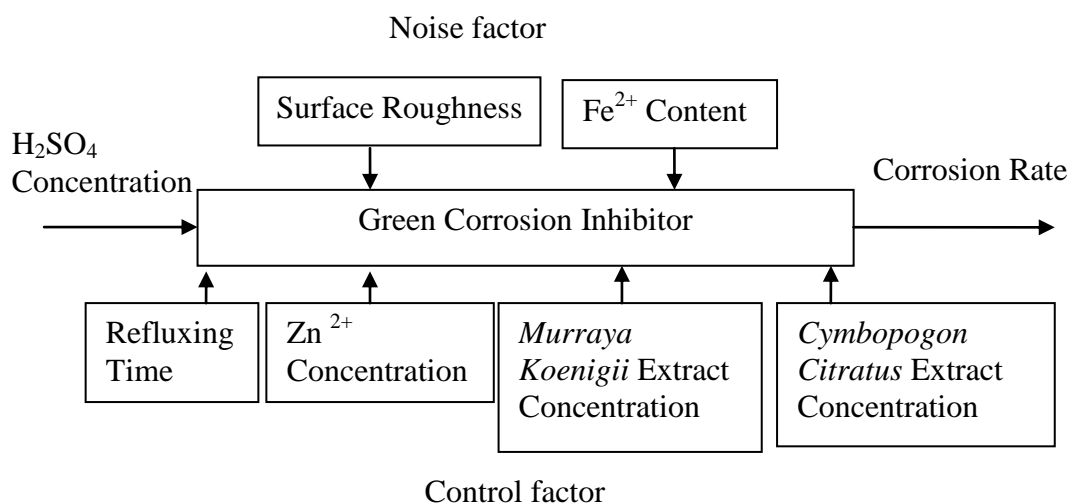 Noise factor
Surface Roughness
Fe²⁺ Content
H₂SO₄
Concentration
Corrosion Rate
Green Corrosion Inhibitor
Refluxing
Time
Zn ²⁺
Concentration
Murraya
Koenigii Extract
Concentration
Cymbopogon
Citratus Extract
Concentration
Control factor